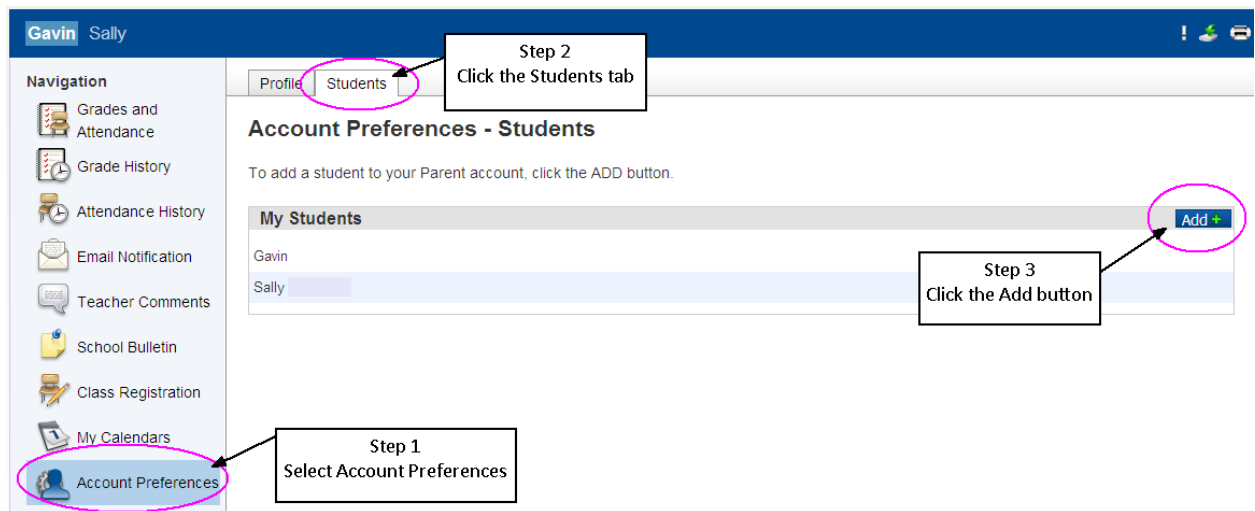 Gavin Sally
!
Step 2
Click the Students tab
Navigation
Grades and
Attendance
Grade History
Attendance History
Email Notification
Teacher Comments
School Bulletin
Class Registration
My Calendars
Account Preferences
Profile Students
Account Preferences - Students
To add a student to your Parent account, click the ADD button.
My Students
Add +
Gavin
Sally
Step 3
Click the Add button
Step 1
Select Account Preferences